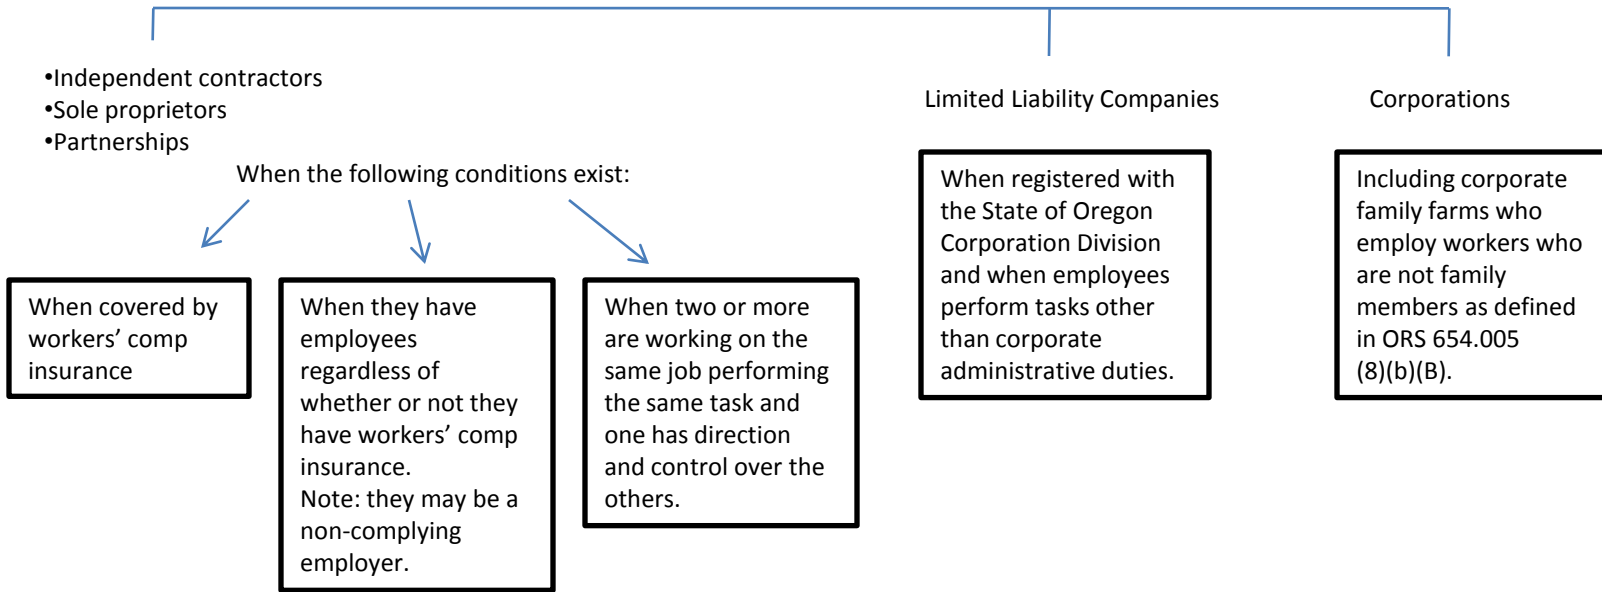 •Independent contractors
•Sole proprietors
•Partnerships
When the following conditions exist:
When covered by
workers’ comp
insurance
When they have
employees
regardless of
whether or not they
have workers’ comp
insurance.
Note: they may be a
non-complying
employer.
When two or more
are working on the
same job performing
the same task and
one has direction
and control over the
others.
Limited Liability Companies
When registered with
the State of Oregon
Corporation Division
and when employees
perform tasks other
than corporate
administrative duties.
Corporations
Including corporate
family farms who
employ workers who
are not family
members as defined
in ORS 654.005
(8)(b)(B).